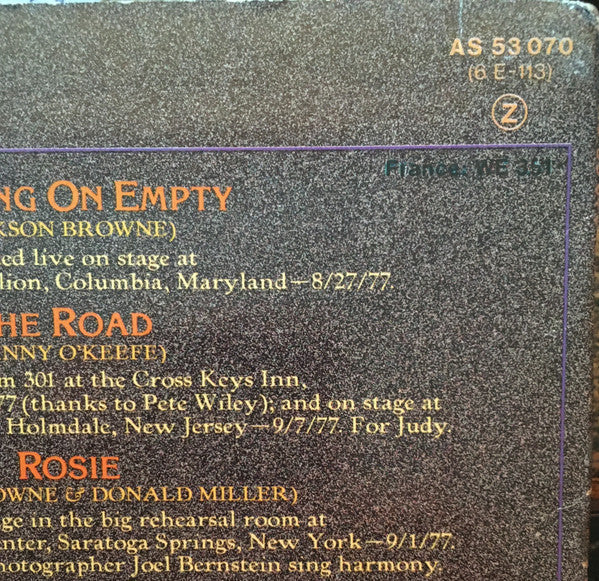 AS 53 070
(6 E-113)
Z
France: WE 351
NG ON EMPTY
KSON BROWNE)
ed live on stage at
lion, Columbia, Maryland—8/27/77.
HE ROAD
NNY O'KEEFE)
m 301 at the Cross Keys Inn,
77 (thanks to Pete Wiley); and on stage at
Holmdale, New Jersey—9/7/77. For Judy.
ROSIE
OWNE & DONALD MILLER)
ge in the big rehearsal room at
nter, Saratoga Springs, New York—9/1/77.
hotographer Joel Bernstein sing harmony.